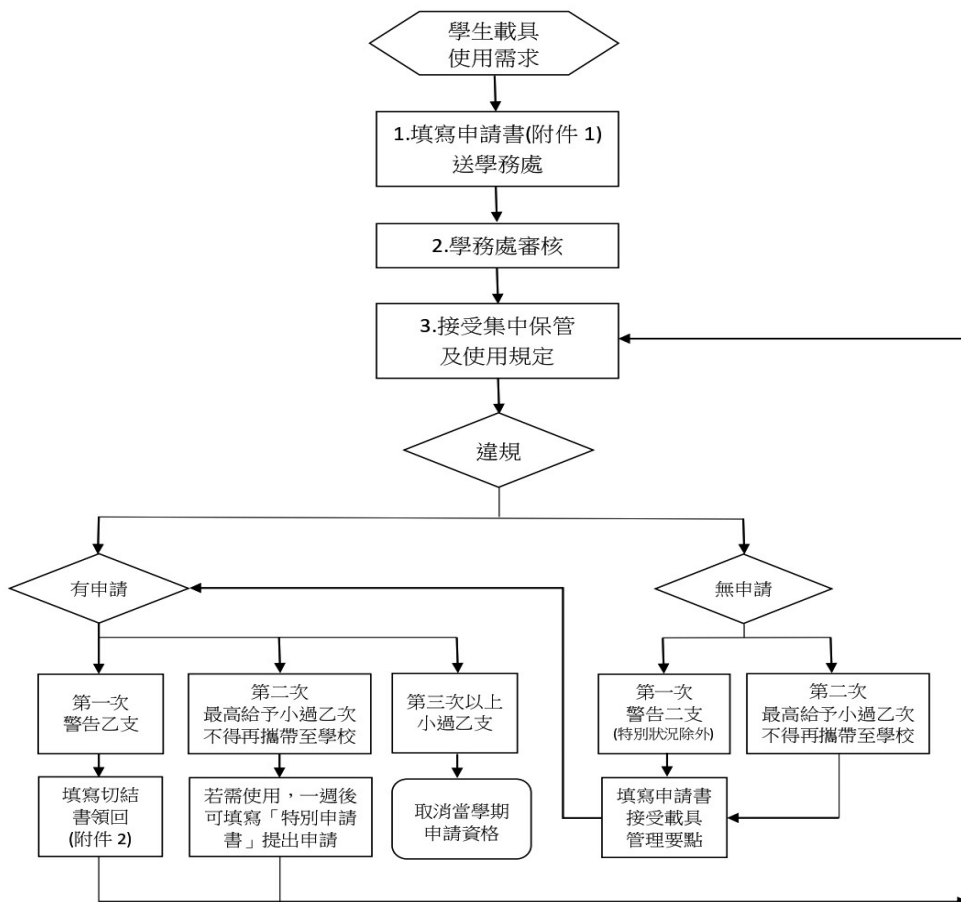 學生載具
使用需求
1.填寫申請書(附件 1)
送學務處
2.學務處審核
3.接受集中保管
及使用規定
違規
有申請
無申請
第一次
警告乙支
第二次
最高給予小過乙次
不得再攜帶至學校
第三次以上
小過乙支
第一次
警告二支
(特別狀況除外)
第二次
最高給予小過乙次
不得再攜帶至學校
填寫切結
書領回
(附件 2)
若需使用，一週後
可填寫「特別申請
書」提出申請
取消當學期
申請資格
填寫申請書
接受載具
管理要點